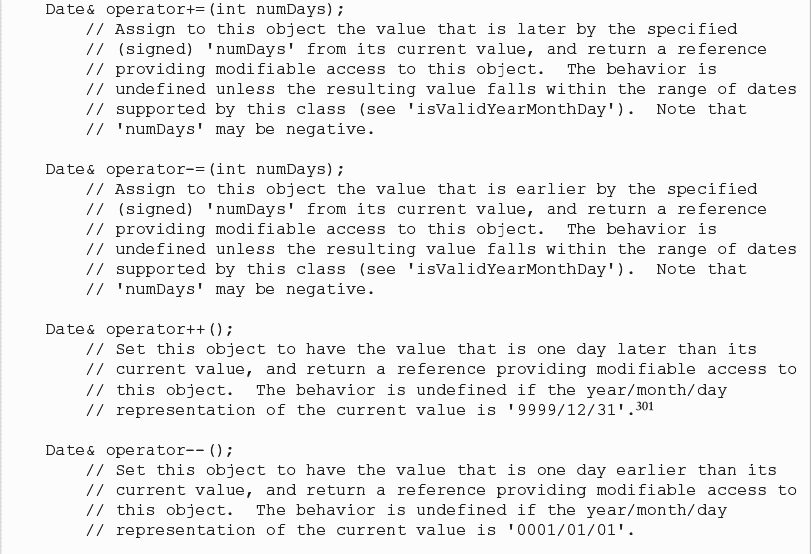 Date& operator+=(int numDays);
// Assign to this object the value that is later by the specified
// (signed) 'numDays' from its current value, and return a reference
// providing modifiable access to this object.  The behavior is
// undefined unless the resulting value falls within the range of dates
// supported by this class (see 'isValidYearMonthDay').  Note that
// 'numDays' may be negative.
Date& operator-=(int numDays);
// Assign to this object the value that is earlier by the specified
// (signed) 'numDays' from its current value, and return a reference
// providing modifiable access to this object.  The behavior is
// undefined unless the resulting value falls within the range of dates
// supported by this class (see 'isValidYearMonthDay').  Note that
// 'numDays' may be negative.
Date& operator++();
// Set this object to have the value that is one day later than its
// current value, and return a reference providing modifiable access to
// this object.  The behavior is undefined if the year/month/day
// representation of the current value is '9999/12/31'.301
Date& operator--();
// Set this object to have the value that is one day earlier than its
// current value, and return a reference providing modifiable access to
// this object.  The behavior is undefined if the year/month/day
// representation of the current value is '0001/01/01'.